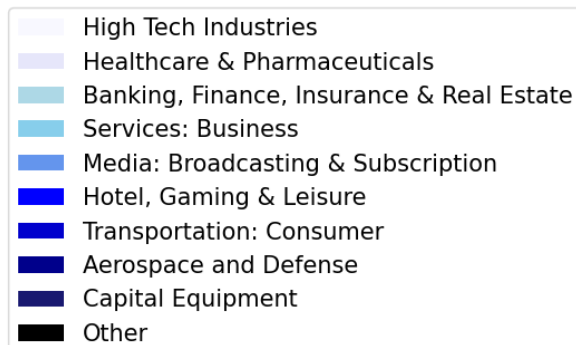 High Tech Industries
Healthcare & Pharmaceuticals
Banking, Finance, Insurance & Real Estate
Services: Business
Media: Broadcasting & Subscription
Hotel, Gaming & Leisure
Transportation: Consumer
Aerospace and Defense
Capital Equipment
Other